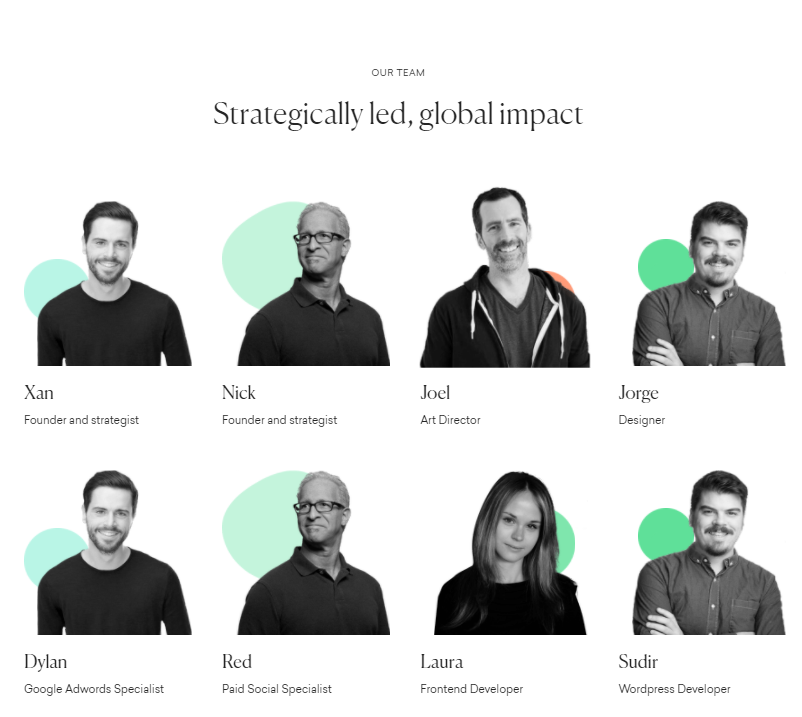 OUR TEAM
Strategically led, global impact
Xan
Founder and strategist
Nick
Founder and strategist
Joel
Art Director
Jorge
Designer
Dylan
Google Adwords Specialist
Red
Paid Social Specialist
Laura
Frontend Developer
Sudir
Wordpress Developer